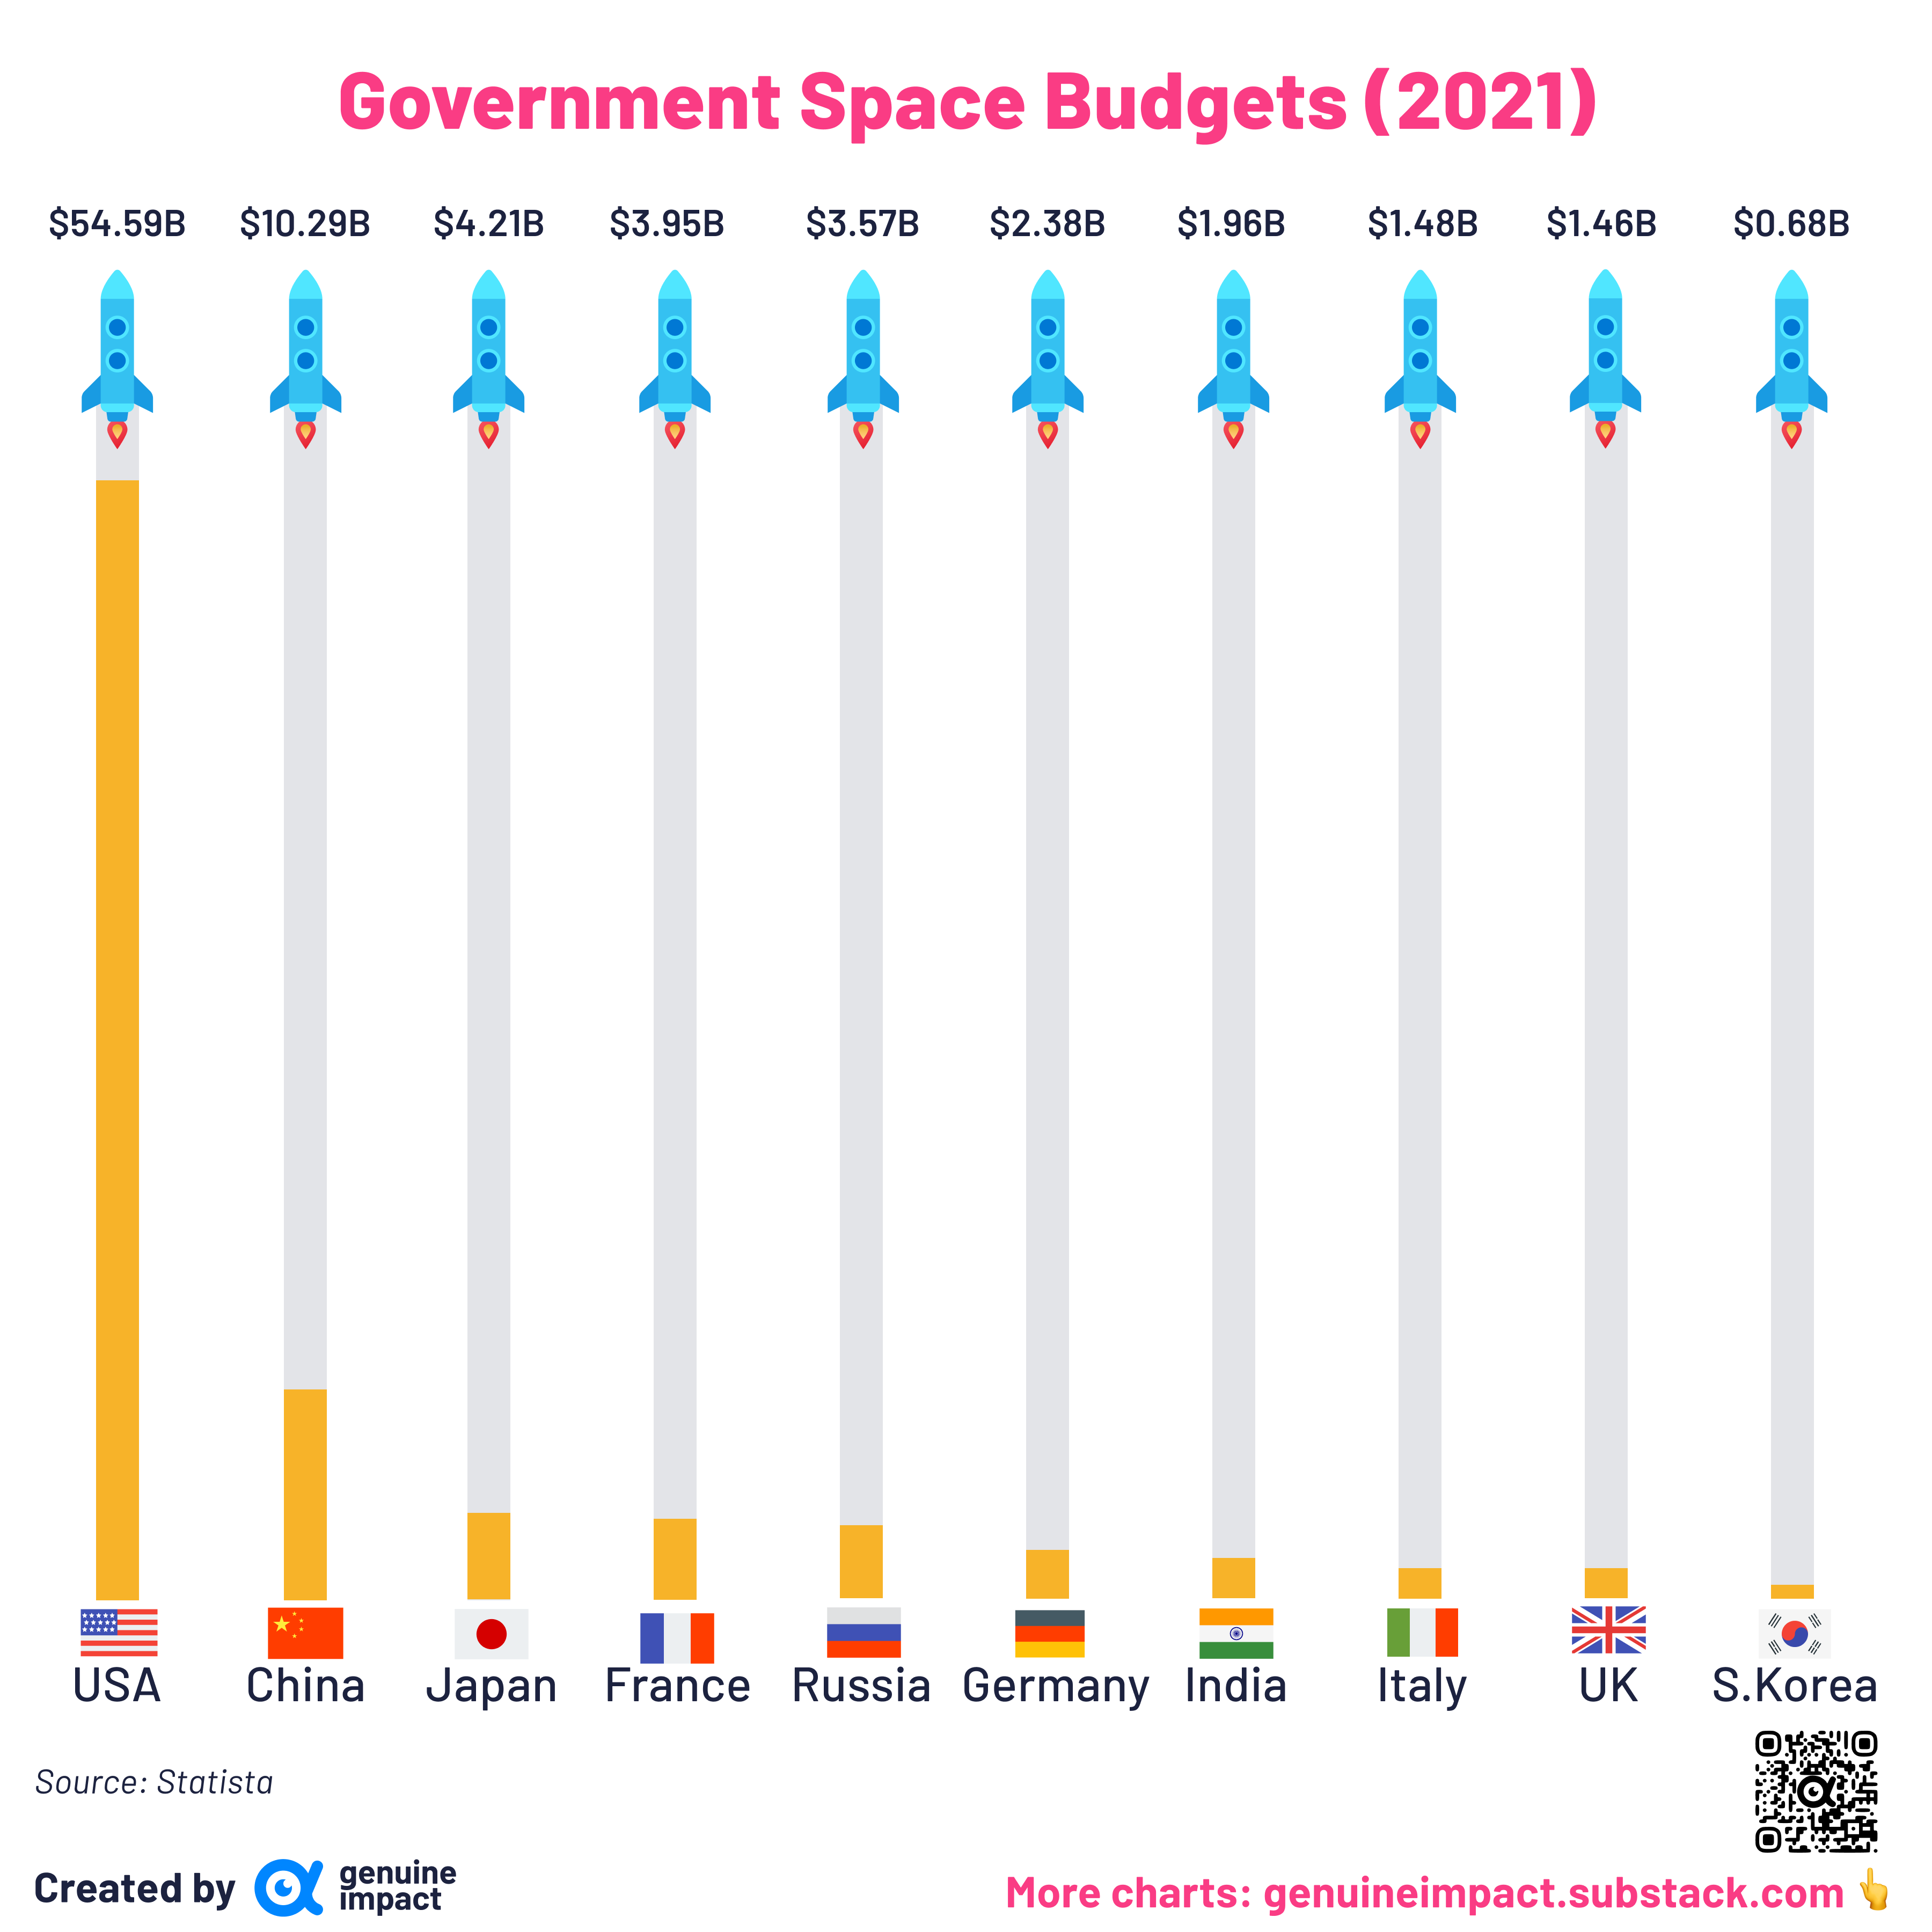 Government Space Budgets (2021)
$54.59B $10.29B $4.21B $3.95B $3.57B $2.38B $1.96B $1.48B $1.46B $0.68B
USA China Japan France Russia Germany India Italy UK S.Korea
Source: Statista
Created by genuine impact
More charts: genuineimpact.substack.com